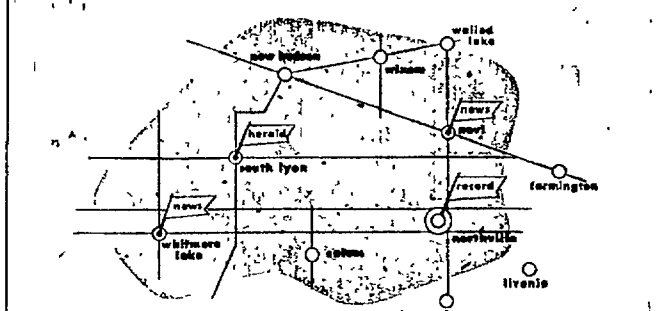 walled
lake
new hudson
wixom
news
novi
herald
south lyon
farmington
record
news
northville
whitmore
lake
salem
livonia